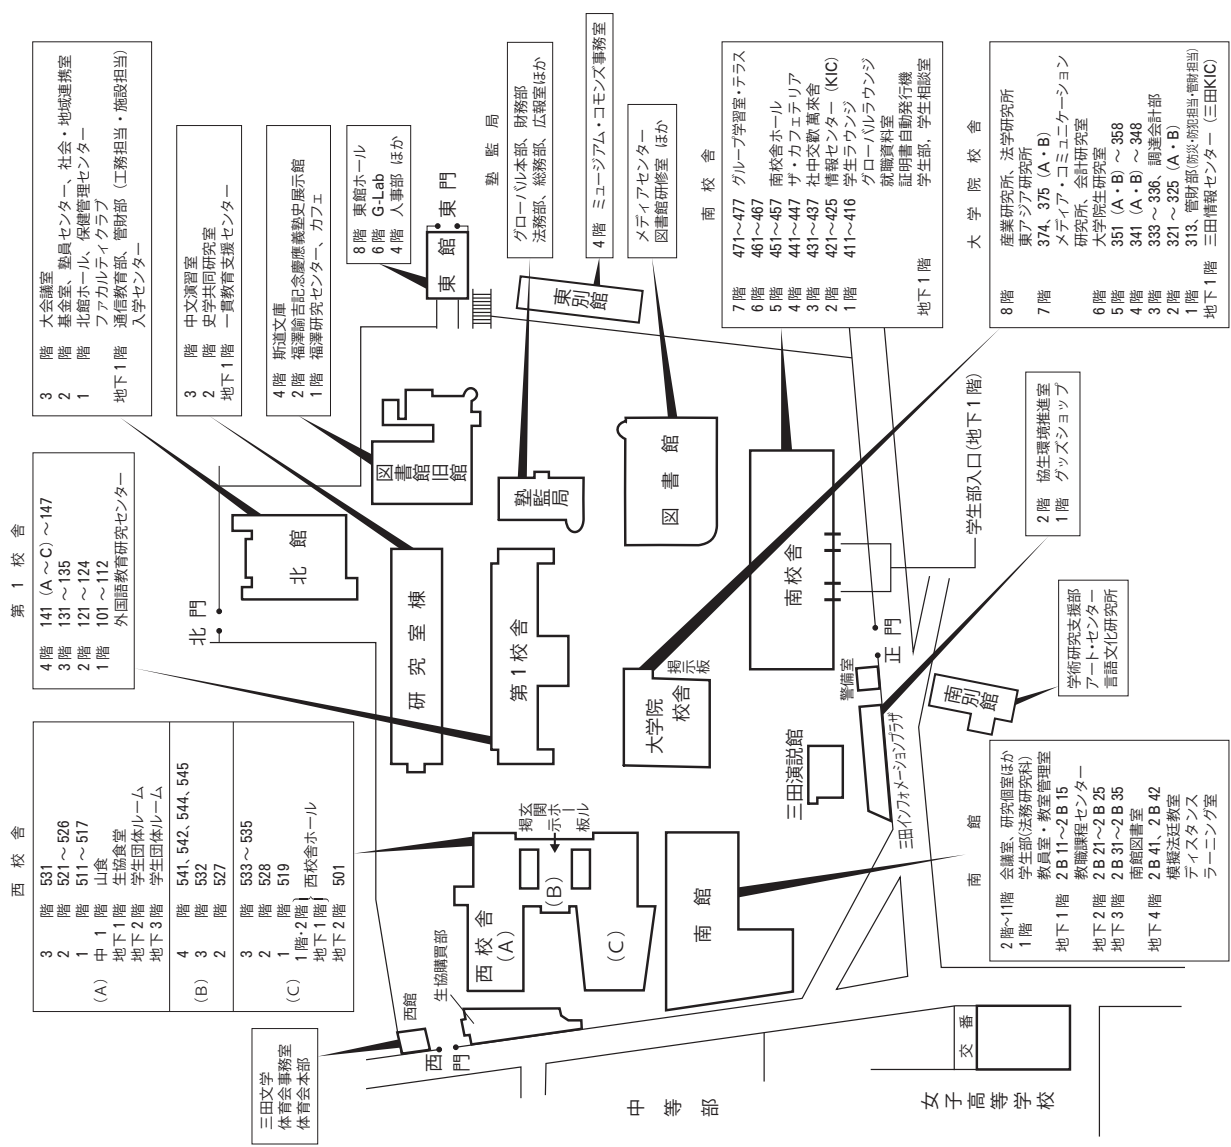 西　校　舎
(A)
3　階　531
2　階　521～526
1　階　511～517
中 1 階　山食
地下 1 階　生協食堂
地下 2 階　学生団体ルーム
地下 3 階　学生団体ルーム
(B)
4　階　541、542、544、545
3　階　532
2　階　527
(C)
3　階　533～535
2　階　528
1　階　519
1 階・2 階
地下 1 階
西校舎ホール
地下 2 階　501
第　1　校　舎
4 階　141 (A～C) ～147
3 階　131～135
2 階　121～124
1 階　101～112
外国語教育研究センター
3　階　大会議室
2　階　基金室、塾員センター、社会・地域連携室
1　階　北館ホール、保健管理センター
ファカルティクラブ
地下 1 階　通信教育部、管財部（工務担当・施設担当）
入学センター
3　階　中文演習室
2　階　史学共同研究室
地下 1 階　一貫教育支援センター
4 階　斯道文庫
2 階　福澤諭吉記念慶應義塾史展示館
1 階　福澤研究センター、カフェ
8 階　東館ホール
6 階　G-Lab
4 階　人事部 ほか
塾　監　局
グローバル本部、財務部
法務部、総務部、広報室ほか
4 階　ミュージアム・コモンズ事務室
メディアセンター
図書館研修室　ほか
南　校　舎
7 階　471～477　グループ学習室・テラス
6 階　461～467
5 階　451～457　南校舎ホール
4 階　441～447　ザ・カフェテリア
3 階　431～437　社中交歓 萬來舎
2 階　421～425　情報センター（KIC）
1 階　411～416　学生ラウンジ
グローバルラウンジ
就職資料室
証明書自動発行機
地下 1 階　学生部、学生相談室
大　学　院　校　舎
8 階　産業研究所、法学研究所
東アジア研究所
7 階　374、375（A・B）
メディア・コミュニケーション
研究所、会計研究室
6 階　大学院生研究室
5 階　351（A・B）～358
4 階　341（A・B）～348
3 階　333～336、調達会計部
2 階　321～325（A・B）
1 階　313、管財部（防災・防犯担当・管財担当）
地下 1 階　三田情報センター（三田KIC）
三田文学
体育会事務室
体育会本部
西館
西門
生協購買部
西校舎
(A)
(B)
(C)
玄関ホール
掲示板
北門
北館
研究室棟
第1校舎
図書館旧館
塾監局
東館
東門
東別館
図書館
大学院校舎
掲示板
南校舎
学生部入口(地下 1 階)
正門
警備室
三田演説館
三田インフォメーションプラザ
2 階　協生環境推進室
1 階　グッズショップ
南別館
学術研究支援部
アート・センター
言語文化研究所
南館
南　館
2 階～11階　会議室　研究個室ほか
1 階　学生部（法務研究科）
教員室・教室管理室
地下 1 階　2 B 11～2 B 15
教職課程センター
地下 2 階　2 B 21～2 B 25
地下 3 階　2 B 31～2 B 35
南館図書室
地下 4 階　2 B 41、2 B 42
模擬法廷教室
ディスタンス
ラーニング室
中　等　部
交番
女子高等学校